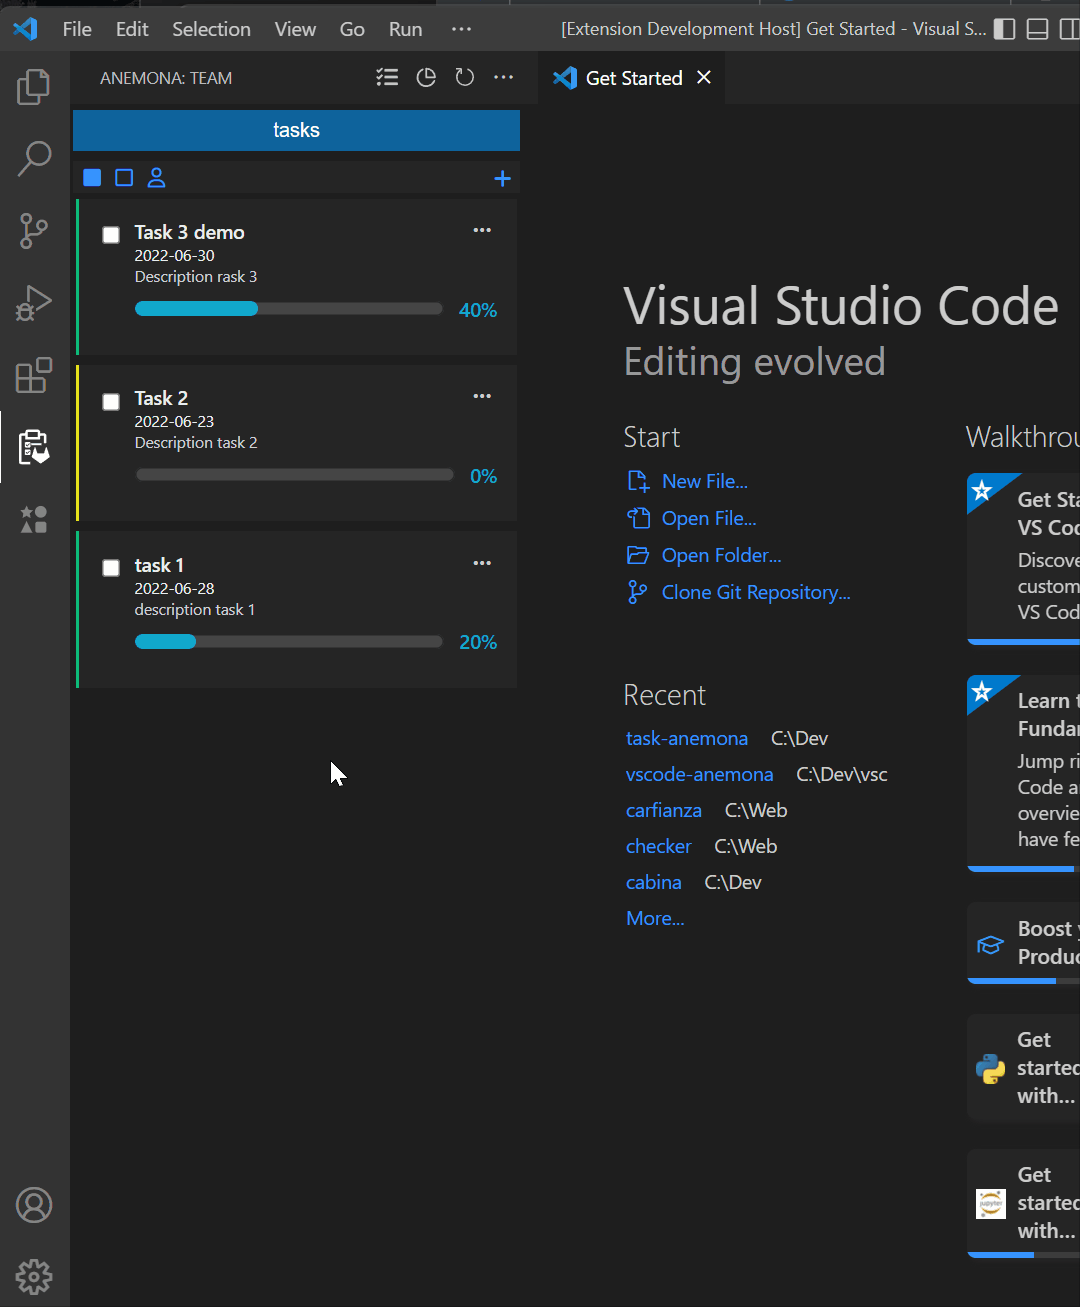 File Edit Selection View Go Run ··· [Extension Development Host] Get Started - Visual S...
ANEMONA: TEAM
Get Started
tasks
Task 3 demo
2022-06-30
Description rask 3
40%
Task 2
2022-06-23
Description task 2
0%
task 1
2022-06-28
description task 1
20%
Visual Studio Code
Editing evolved
Start
New File...
Open File...
Open Folder...
Clone Git Repository...
Recent
task-anemona C:\Dev
vscode-anemona C:\Dev\vsc
carfianza C:\Web
checker C:\Web
cabina C:\Dev
More...
Walkthrou
Get Sta
VS Cod
Discove
custom
VS Cod
Learn t
Fundar
Jump ri
Code a
overvie
have fe
Boost y
Produc
Get
started
with...
Get
started
with...